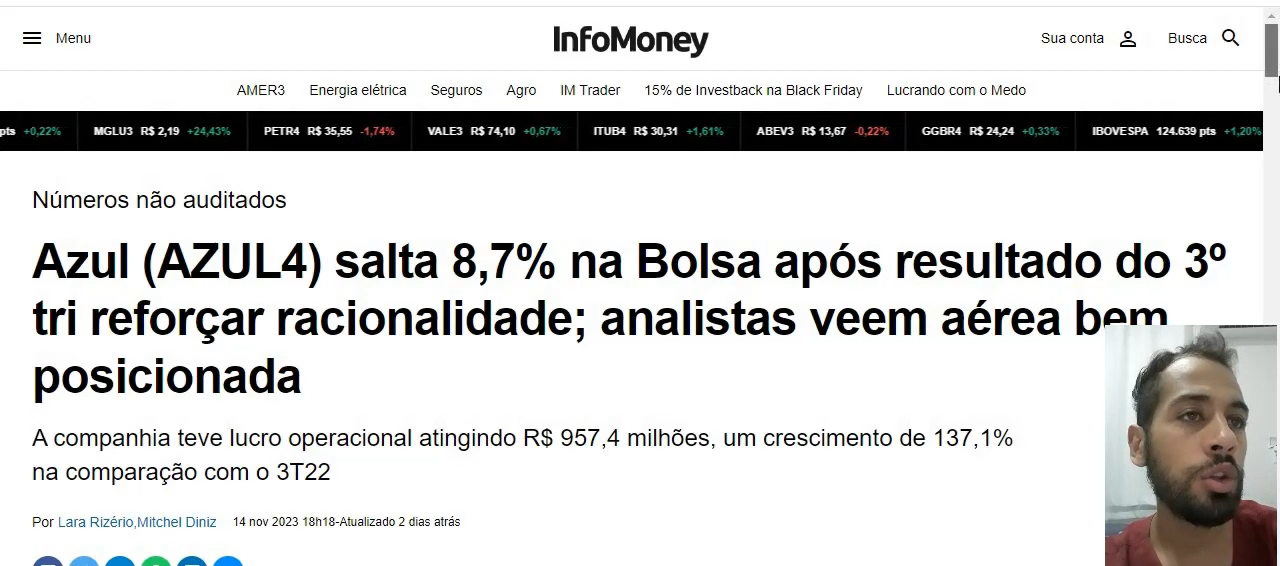 Menu
InfoMoney
Sua conta
Busca
AMER3 Energia elétrica Seguros Agro IM Trader 15% de Investback na Black Friday Lucrando com o Medo
pts +0,22% MGLU3 R$ 2,19 +24,43% PETR4 R$ 35,55 -1,74% VALE3 R$ 74,10 +0,67% ITUB4 R$ 30,31 +1,61% ABEV3 R$ 13,67 -0,22% GGBR4 R$ 24,24 +0,33% IBOVESPA 124.639 pts +1,20%
Números não auditados
Azul (AZUL4) salta 8,7% na Bolsa após resultado do 3º
tri reforçar racionalidade; analistas veem aérea bem
posicionada
A companhia teve lucro operacional atingindo R$ 957,4 milhões, um crescimento de 137,1%
na comparação com o 3T22
Por Lara Rizério,Mitchel Diniz 14 nov 2023 18h18-Atualizado 2 dias atrás